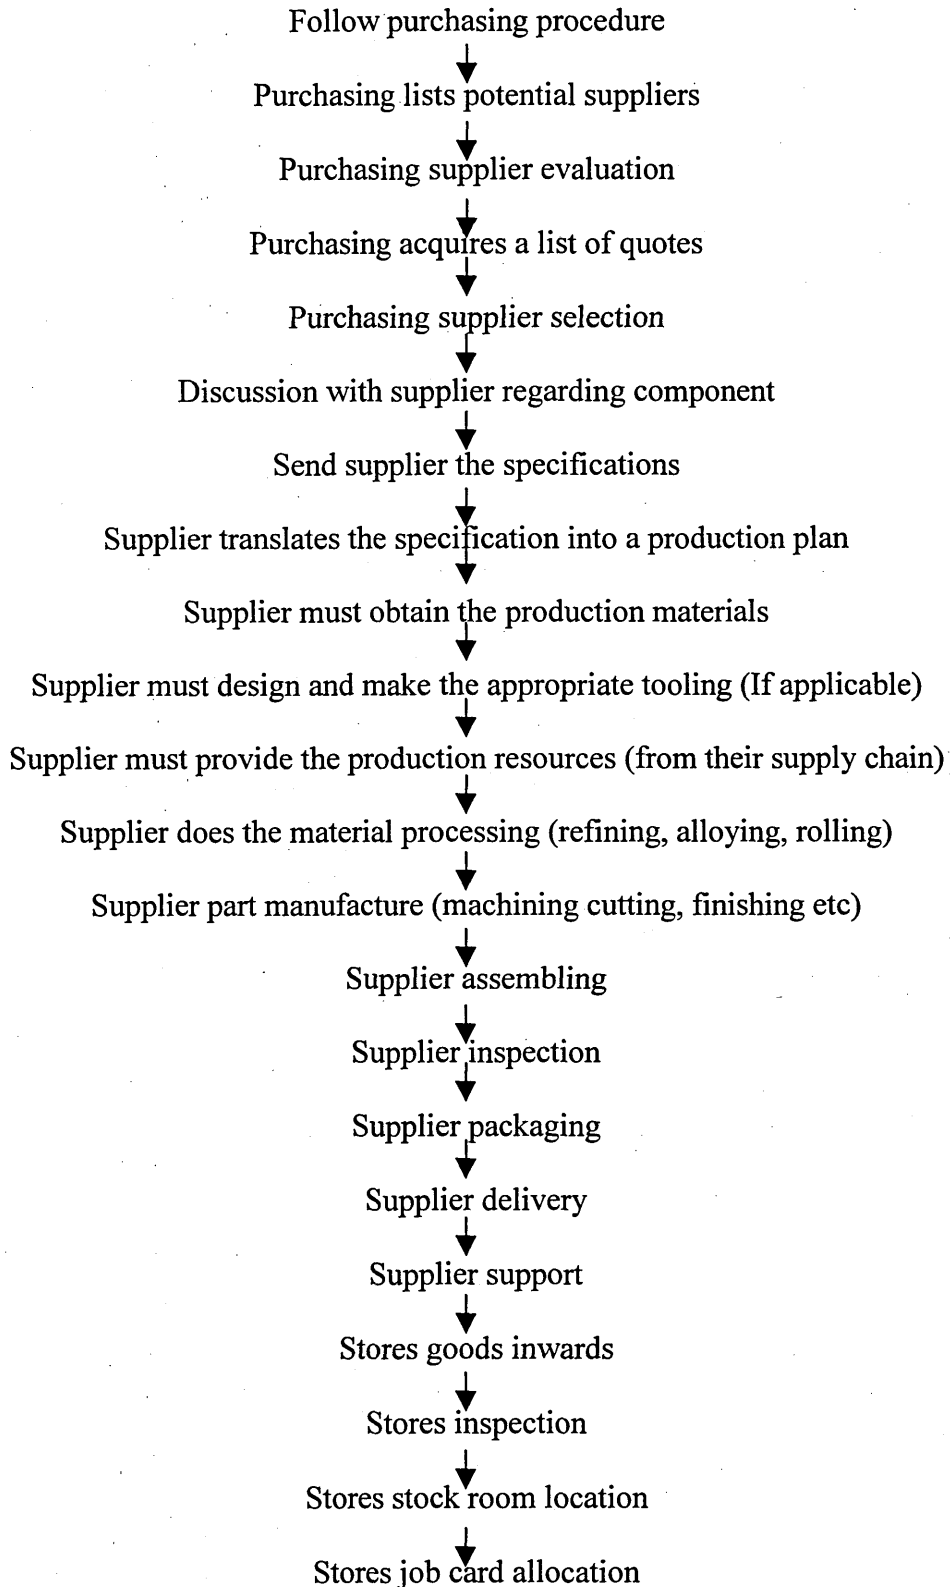 Follow purchasing procedure
Purchasing lists potential suppliers
Purchasing supplier evaluation
Purchasing acquires a list of quotes
Purchasing supplier selection
Discussion with supplier regarding component
Send supplier the specifications
Supplier translates the specification into a production plan
Supplier must obtain the production materials
Supplier must design and make the appropriate tooling (If applicable)
Supplier must provide the production resources (from their supply chain)
Supplier does the material processing (refining, alloying, rolling)
Supplier part manufacture (machining cutting, finishing etc)
Supplier assembling
Supplier inspection
Supplier packaging
Supplier delivery
Supplier support
Stores goods inwards
Stores inspection
Stores stock room location
Stores job card allocation